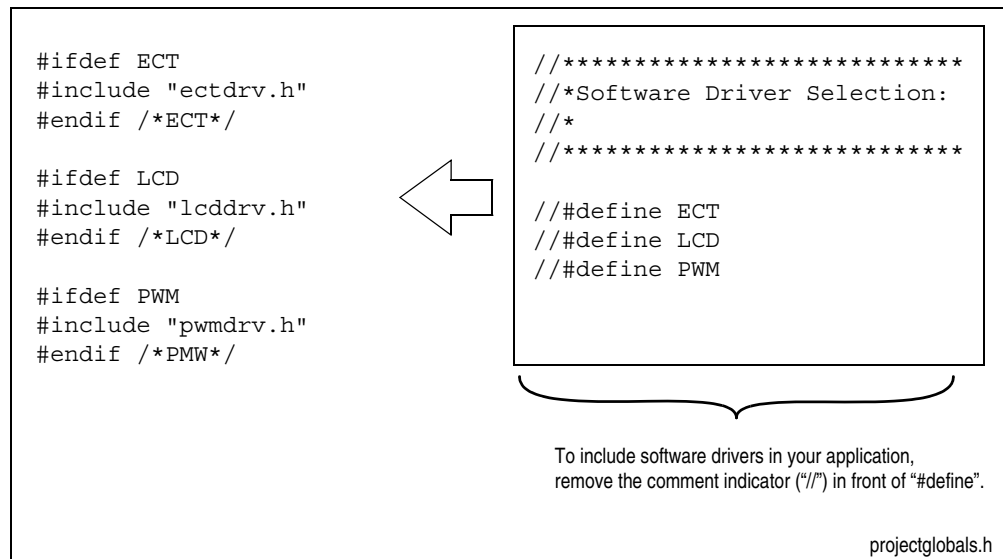 #ifdef ECT
#include "ectdrv.h"
#endif /*ECT*/
#ifdef LCD
#include "lcddrv.h"
#endif /*LCD*/
#ifdef PWM
#include "pwmdrv.h"
#endif /*PMW*/
//****************************
//*Software Driver Selection:
//*
//****************************
//#define ECT
//#define LCD
//#define PWM
To include software drivers in your application,
remove the comment indicator (“//”) in front of “#define”.
projectglobals.h